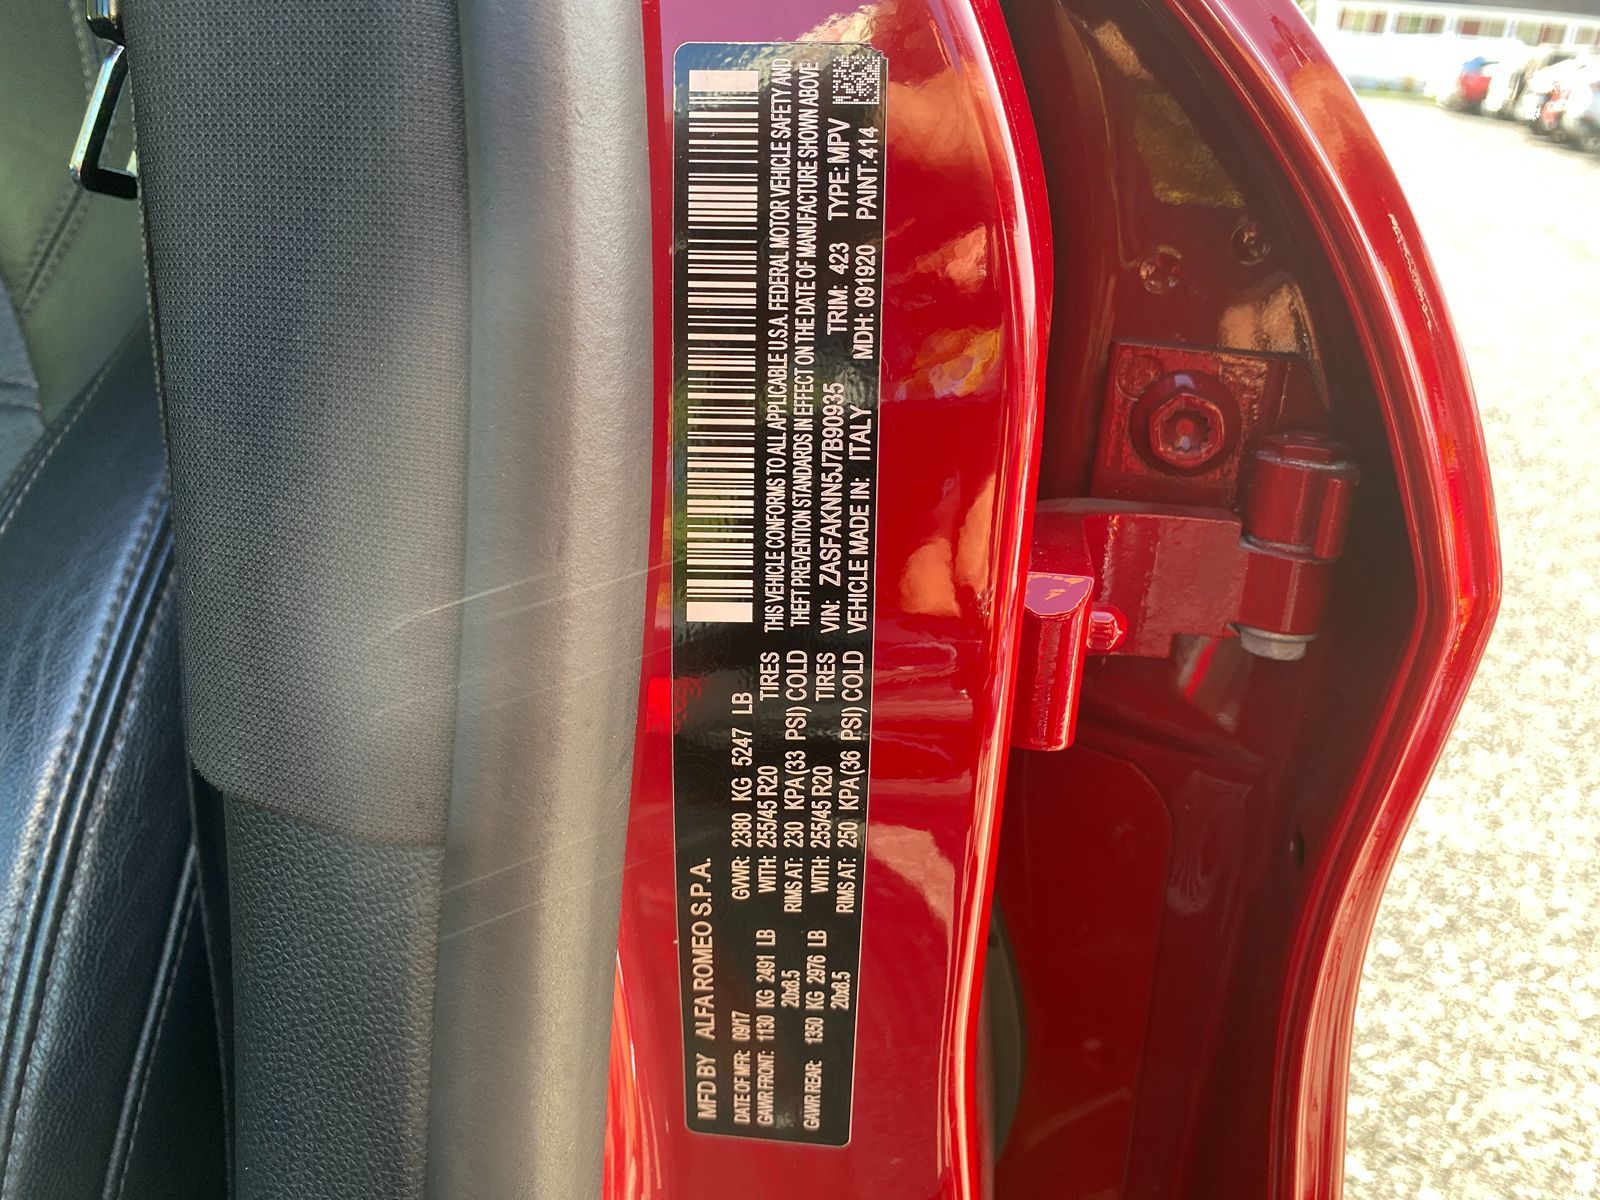 MFD BY ALFA ROMEO S.P.A.
DATE OF MFR: 09/17 GVWR: 2380 KG 5247 LB
GAWR FRONT: 1130 KG 2491 LB WITH: 255/45 R20 TIRES
20x8.5 RIMS AT: 230 KPA(33 PSI) COLD
GAWR REAR: 1350 KG 2976 LB WITH: 255/45 R20 TIRES
20x8.5 RIMS AT: 250 KPA(36 PSI) COLD
THIS VEHICLE CONFORMS TO ALL APPLICABLE U.S.A. FEDERAL MOTOR VEHICLE SAFETY AND
THEFT PREVENTION STANDARDS IN EFFECT ON THE DATE OF MANUFACTURE SHOWN ABOVE
VIN: ZASFAKNN5J7B90935 TRIM: 423 TYPE:MPV
VEHICLE MADE IN: ITALY MDH: 091920 PAINT:414